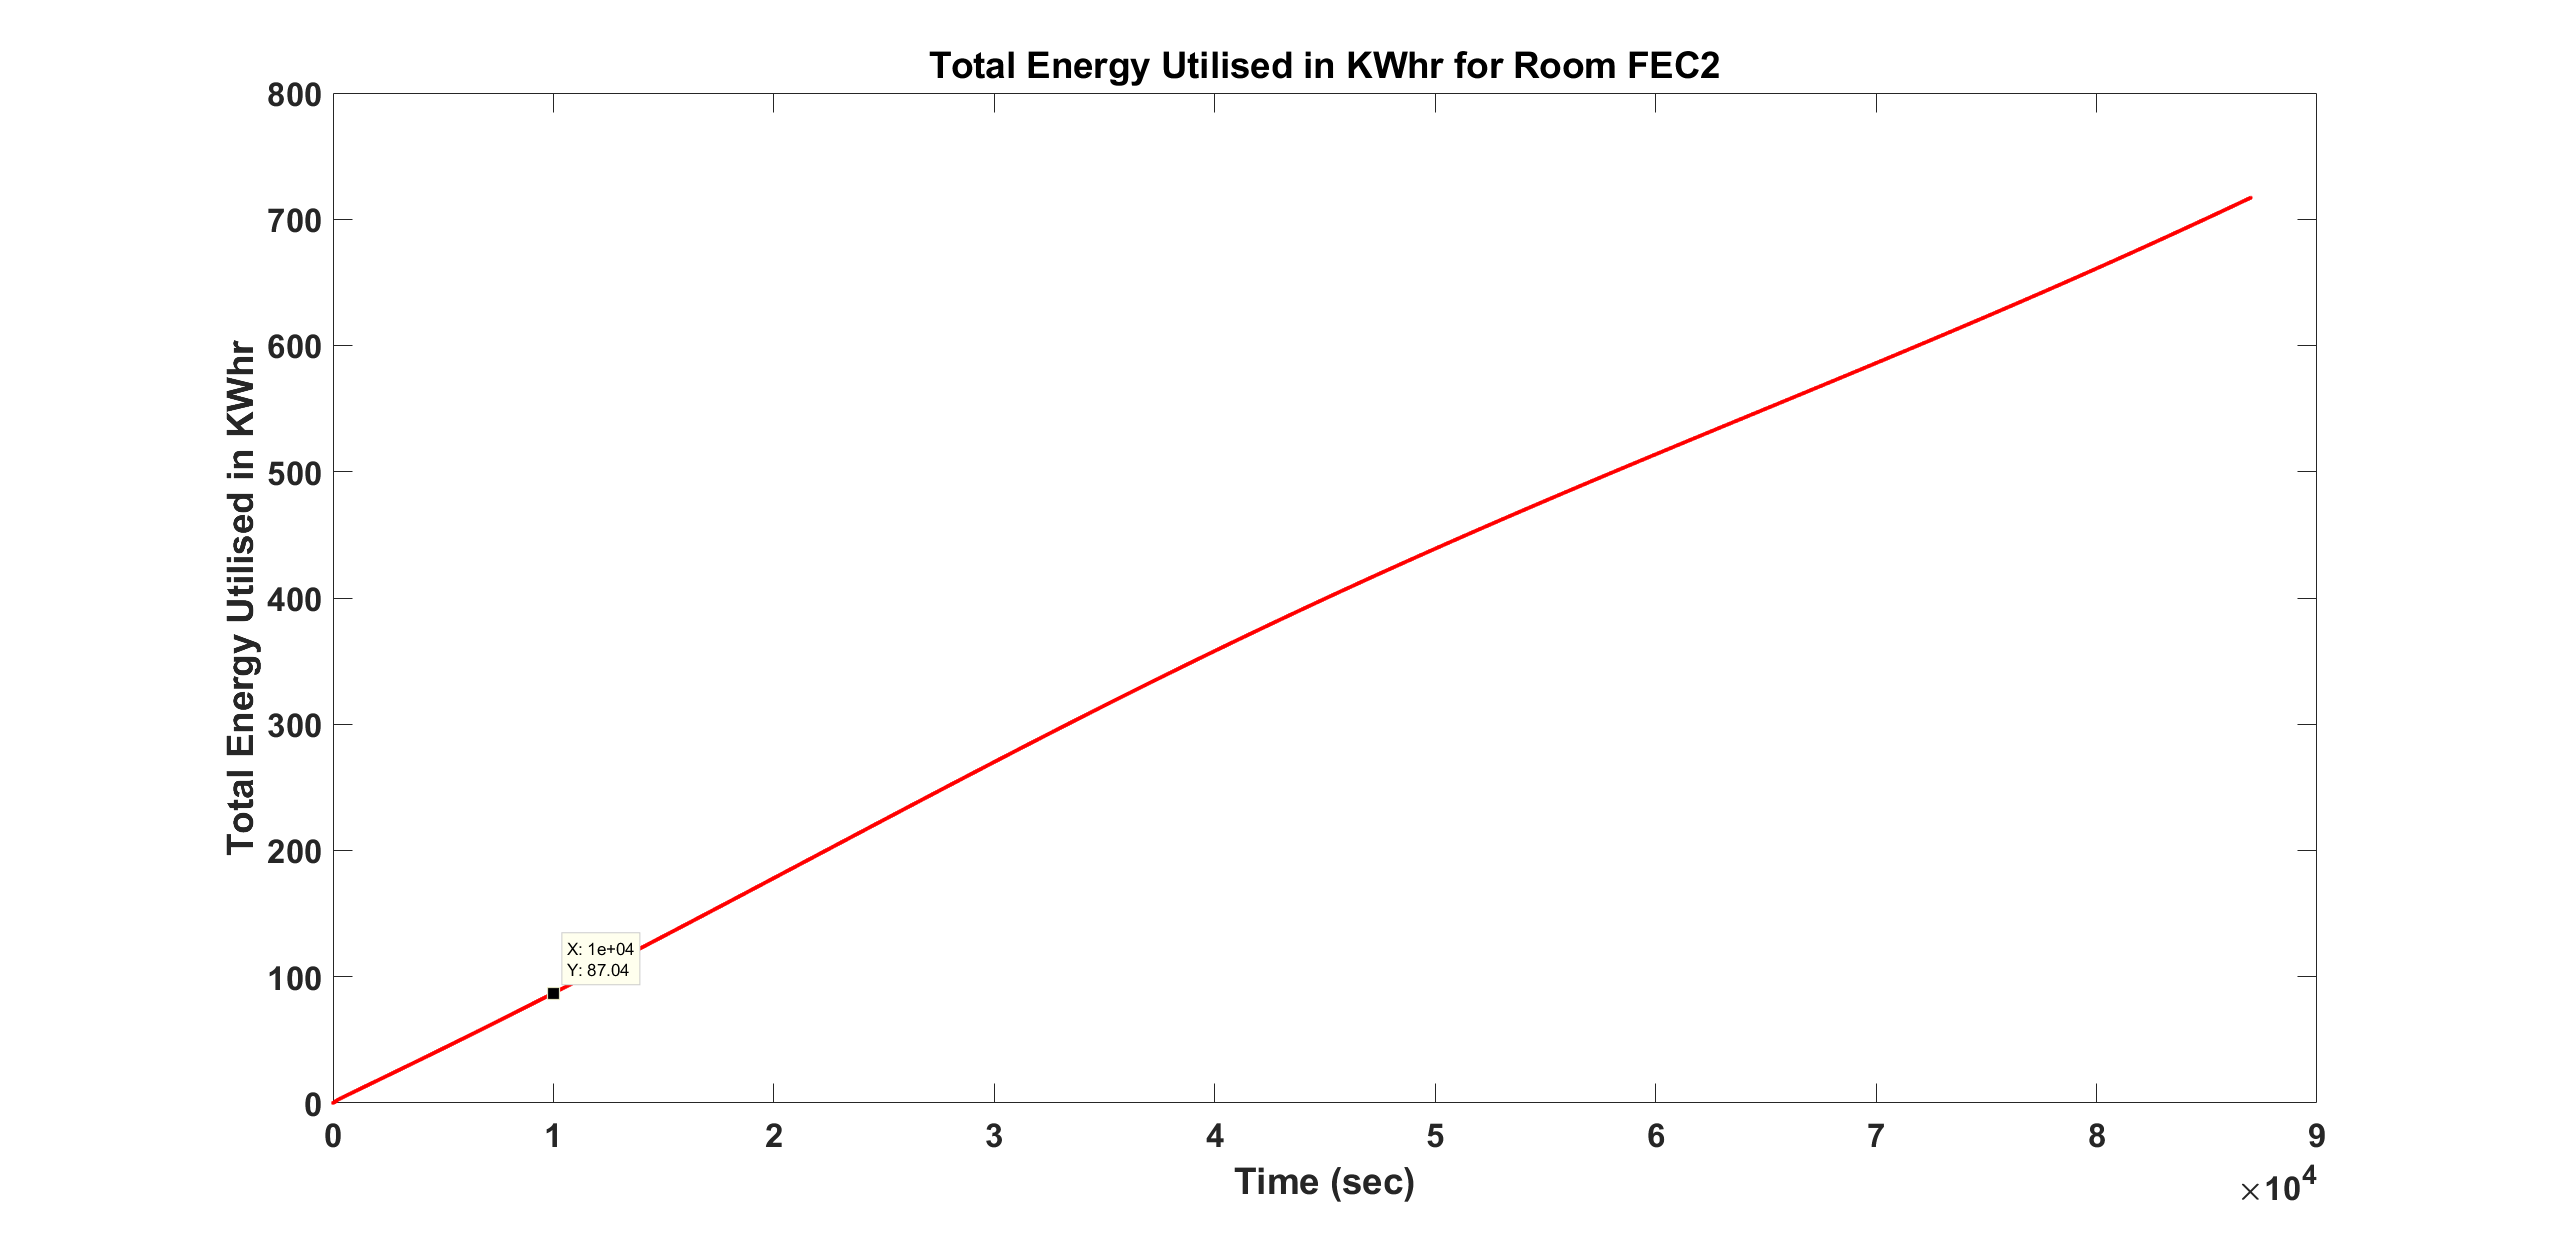 Total Energy Utilised in KWhr for Room FEC2
Total Energy Utilised in KWhr
800
700
600
500
400
300
200
100
0
X: 1e+04
Y: 87.04
0 1 2 3 4 5 6 7 8 9
×10⁴
Time (sec)